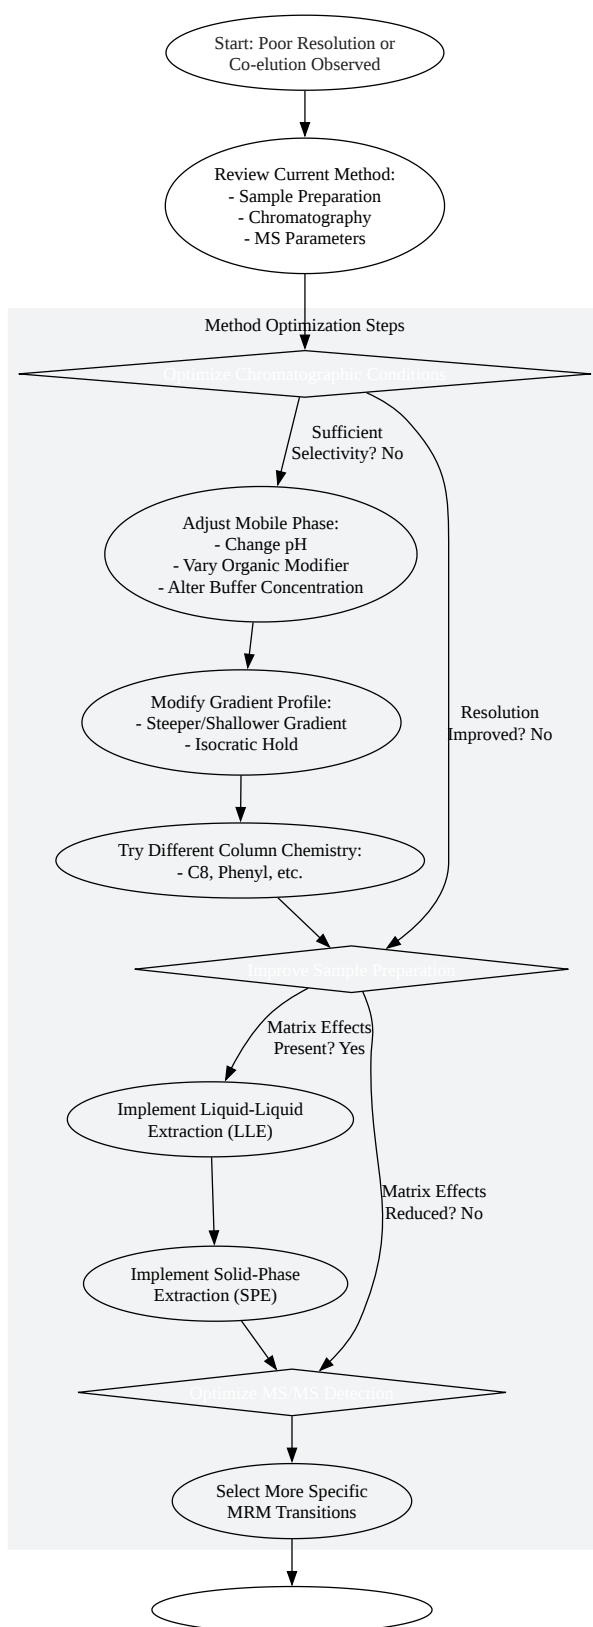 Start: Poor Resolution or
Co-elution Observed
Review Current Method:
- Sample Preparation
- Chromatography
- MS Parameters
Method Optimization Steps
Optimize Chromatographic Conditions
Sufficient
Selectivity? No
Adjust Mobile Phase:
- Change pH
- Vary Organic Modifier
- Alter Buffer Concentration
Modify Gradient Profile:
- Steeper/Shallower Gradient
- Isocratic Hold
Resolution
Improved? No
Try Different Column Chemistry:
- C8, Phenyl, etc.
Improve Sample Preparation
Matrix Effects
Present? Yes
Implement Liquid-Liquid
Extraction (LLE)
Matrix Effects
Reduced? No
Implement Solid-Phase
Extraction (SPE)
Optimize MS/MS Detection
Select More Specific
MRM Transitions